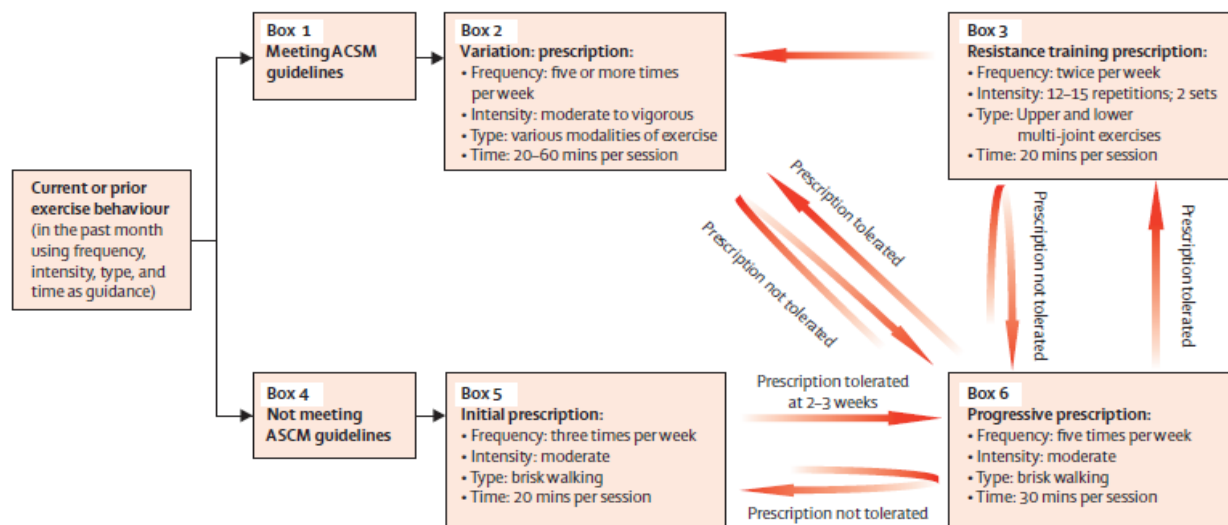 Box 1
Meeting ACSM
guidelines
Box 2
Variation: prescription:
• Frequency: five or more times
per week
• Intensity: moderate to vigorous
• Type: various modalities of exercise
• Time: 20–60 mins per session
Box 3
Resistance training prescription:
• Frequency: twice per week
• Intensity: 12–15 repetitions; 2 sets
• Type: Upper and lower
multi-joint exercises
• Time: 20 mins per session
Current or prior
exercise behaviour
(in the past month
using frequency,
intensity, type, and
time as guidance)
Prescription tolerated
Prescription not tolerated
Prescription not tolerated
Prescription tolerated
Box 4
Not meeting
ASCM guidelines
Box 5
Initial prescription:
• Frequency: three times per week
• Intensity: moderate
• Type: brisk walking
• Time: 20 mins per session
Prescription tolerated
at 2–3 weeks
Prescription not tolerated
Box 6
Progressive prescription:
• Frequency: five times per week
• Intensity: moderate
• Type: brisk walking
• Time: 30 mins per session